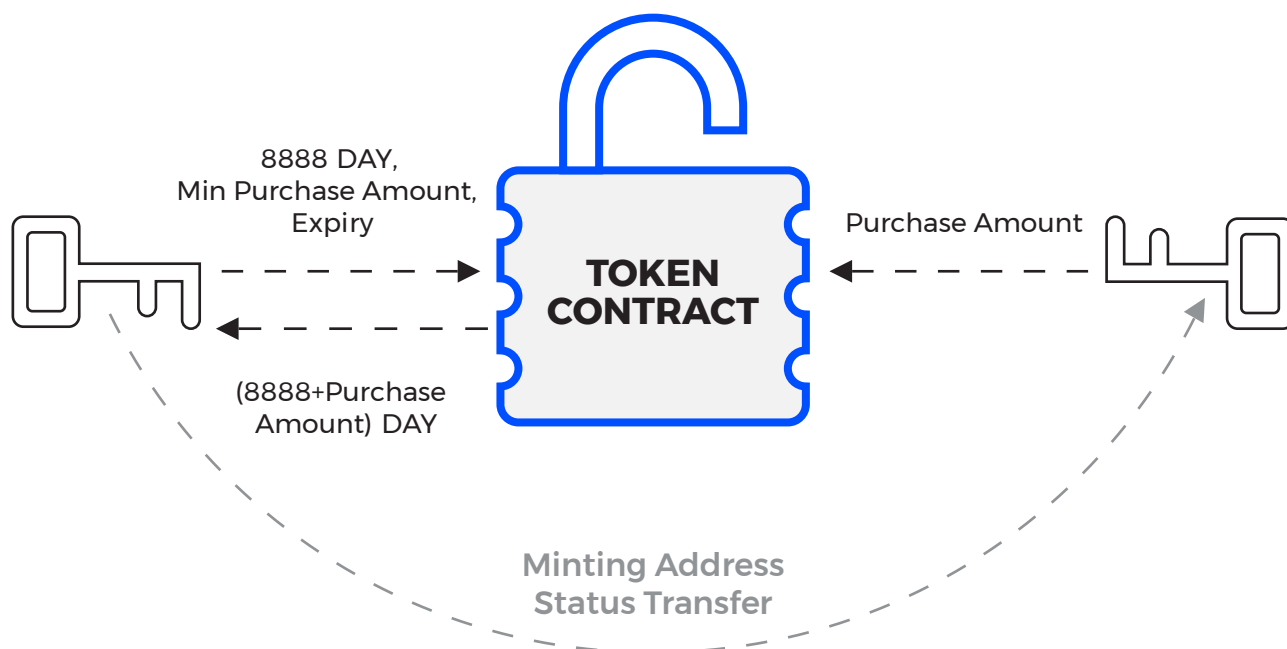 8888 DAY,
Min Purchase Amount,
Expiry
Purchase Amount
TOKEN
CONTRACT
(8888+Purchase
Amount) DAY
Minting Address
Status Transfer